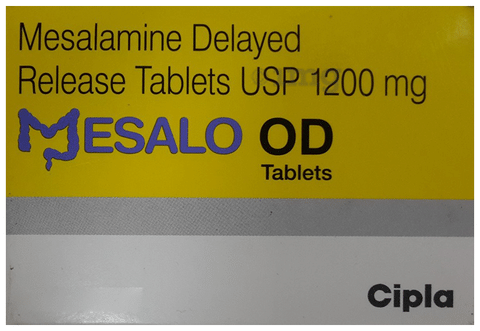 Mesalamine Delayed
Release Tablets USP 1200 mg
MESALO OD
Tablets
Cipla